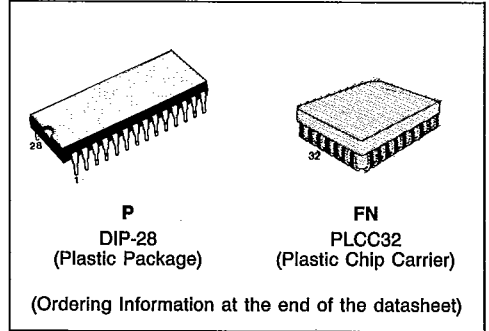 28
1
32
P
DIP-28
(Plastic Package)
FN
PLCC32
(Plastic Chip Carrier)
(Ordering Information at the end of the datasheet)